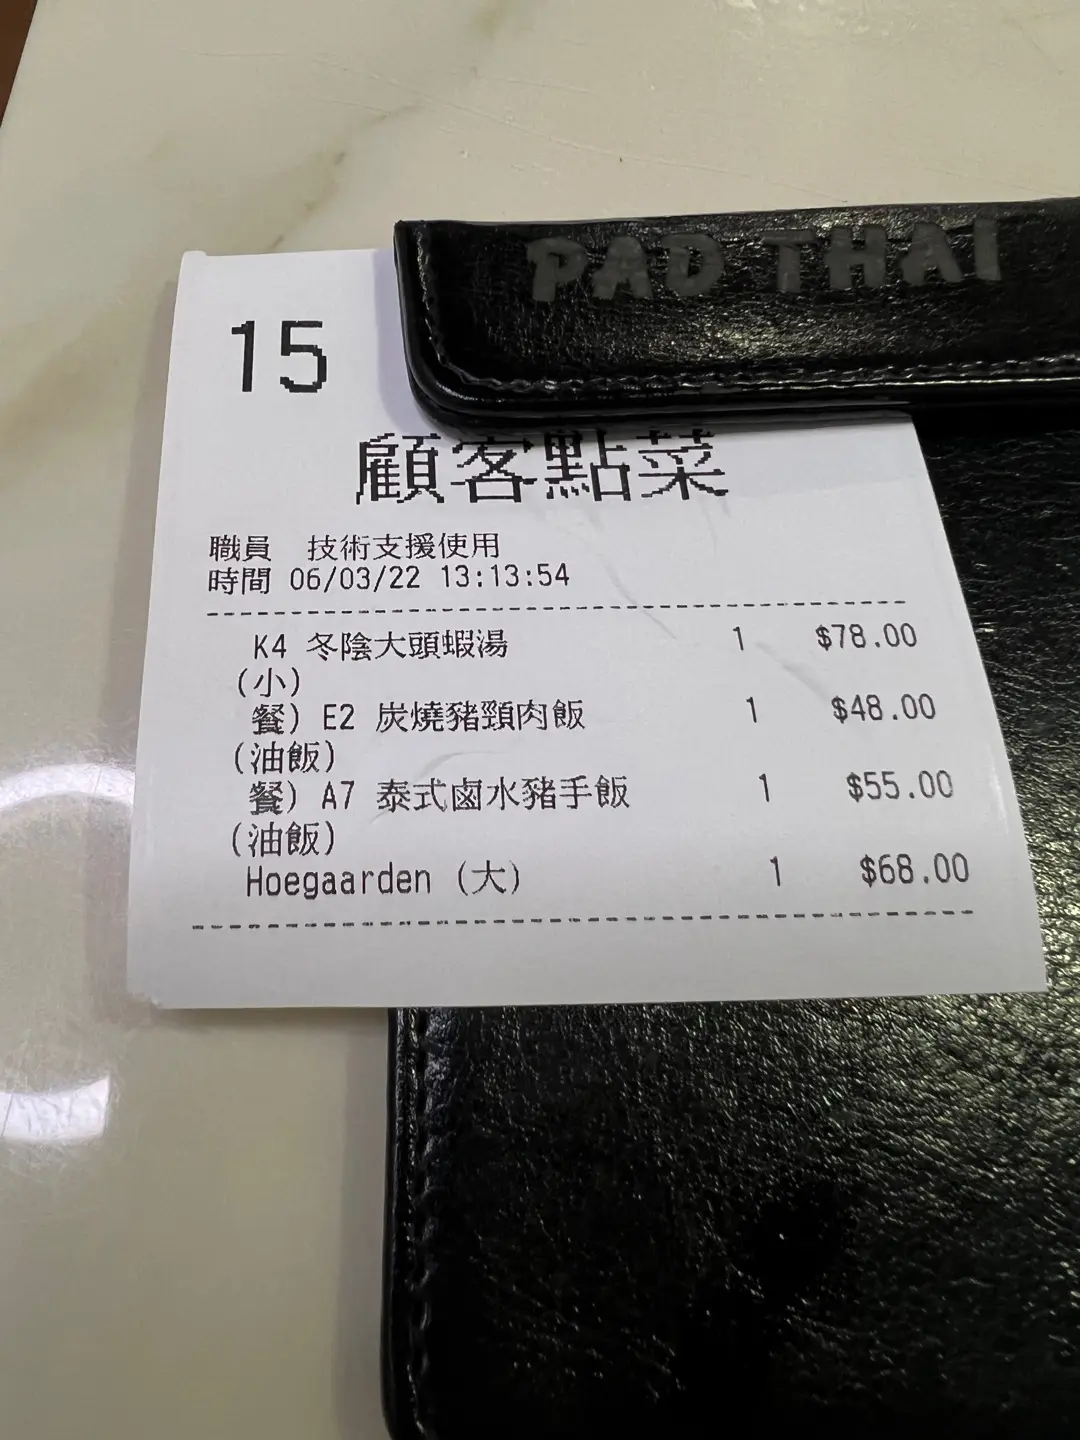 PAD THAI
15
顧客點菜
職員 技術支援使用
時間 06/03/22 13:13:54
K4 冬陰大頭蝦湯 1 $78.00
(小)
餐) E2 炭燒豬頸肉飯 1 $48.00
(油飯)
餐) A7 泰式鹵水豬手飯 1 $55.00
(油飯)
Hoegaarden (大) 1 $68.00